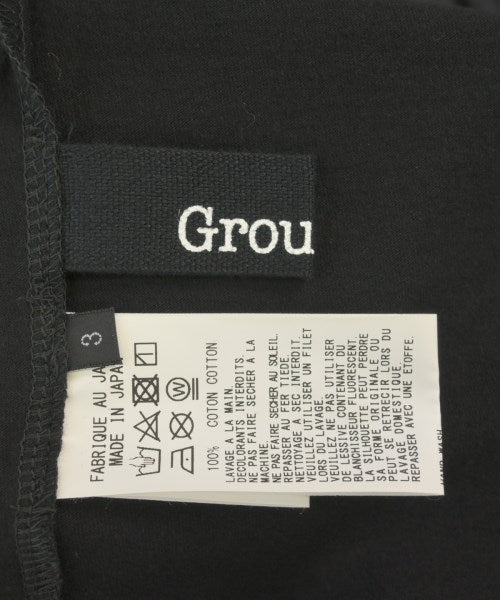 Grou
3
FABRIQUE AU JA
MADE IN JAPAN
100% COTON COTTON
LAVAGE A LA MAIN.
DECOLORANTS INTERDITS.
NE PAS FAIRE SECHER A LA
MACHINE.
NE PAS FAIRE SECHER AU SOLEIL.
REPASSER AU FER TIEDE.
NETTOYAGE A SEC INTERDIT.
VEUILLEZ UTILISER UN FILET
LORS DU LAVAGE.
VEUILLEZ NE PAS UTILISER
DE LESSIVE CONTENANT DU
BLANCHISSEUR FLUORESCENT.
LA SILHOUETTE PEUT PERDRE
SA FORME ORIGINALE OU
PEUT SE RETRECIR LORS DU
LAVAGE DOMESTIQUE.
REPASSER AVEC UNE ETOFFE.
HAND WASH